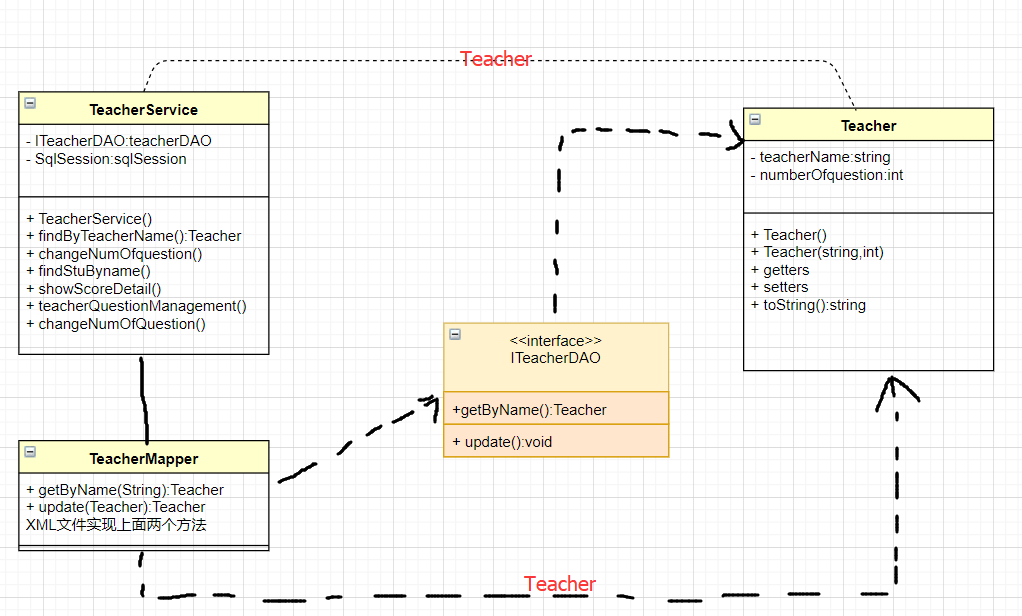 Teacher
TeacherService
- ITeacherDAO:teacherDAO
- SqlSession:sqlSession
+ TeacherService()
+ findByTeacherName():Teacher
+ changeNumOfquestion()
+ findStuByname()
+ showScoreDetail()
+ teacherQuestionManagement()
+ changeNumOfQuestion()
Teacher
- teacherName:string
- numberOfquestion:int
+ Teacher()
+ Teacher(string,int)
+ getters
+ setters
+ toString():string
<<interface>>
ITeacherDAO
+getByName():Teacher
+ update():void
TeacherMapper
+ getByName(String):Teacher
+ update(Teacher):Teacher
XML文件实现上面两个方法
Teacher